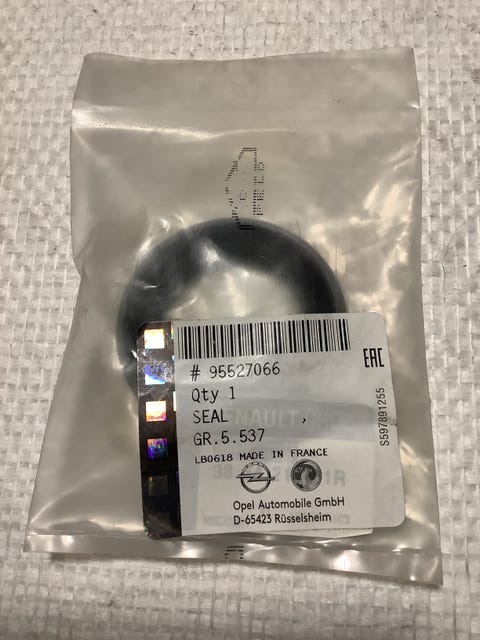 # 95527066
Qty 1
SEAL ,
GR.5.537
LB0618 MADE IN FRANCE
Opel Automobile GmbH
D-65423 Rüsselsheim
EAC
S597891255